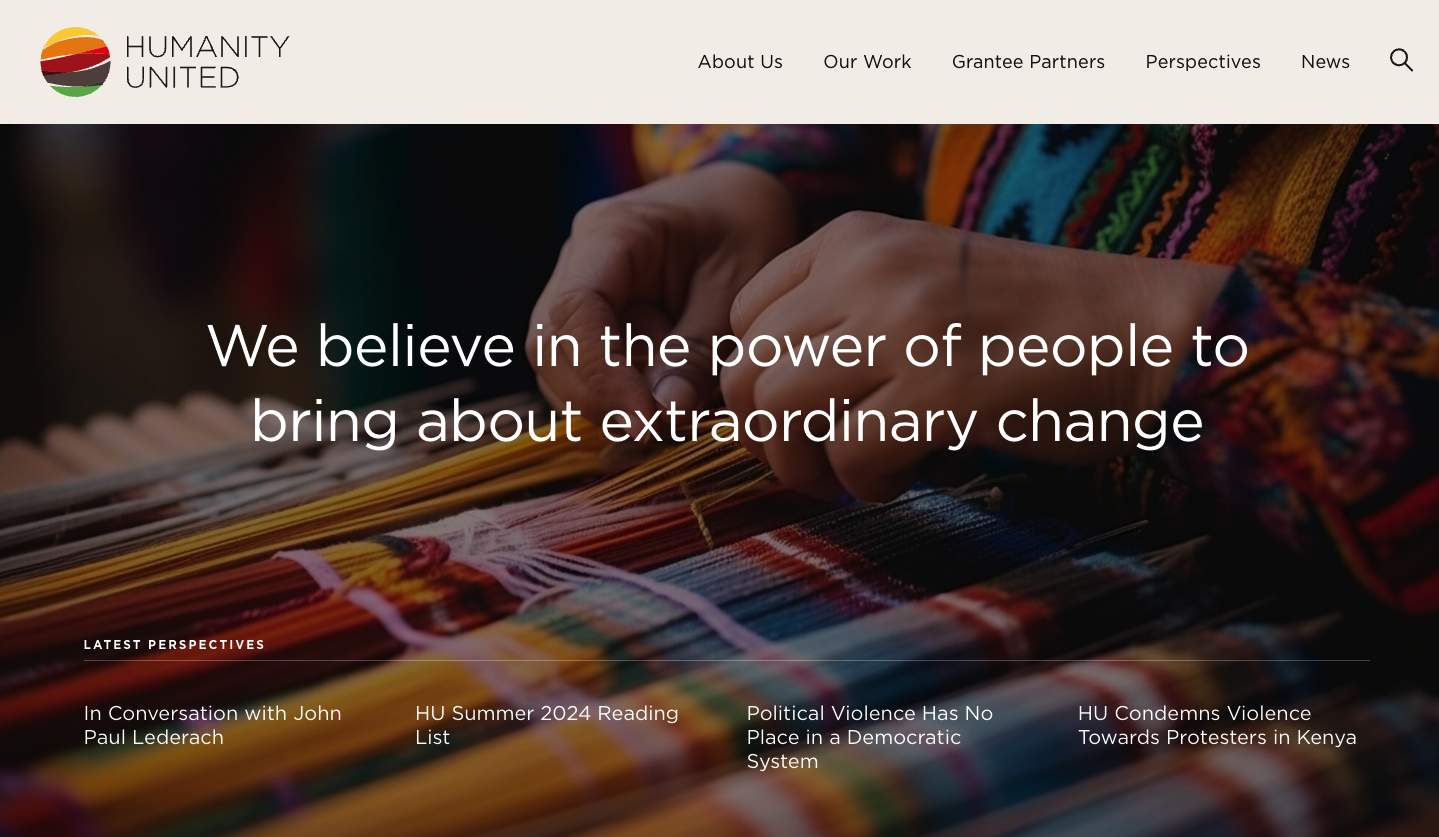 HUMANITY
UNITED
About Us
Our Work
Grantee Partners
Perspectives
News
We believe in the power of people to
bring about extraordinary change
LATEST PERSPECTIVES
In Conversation with John
Paul Lederach
HU Summer 2024 Reading
List
Political Violence Has No
Place in a Democratic
System
HU Condemns Violence
Towards Protesters in Kenya